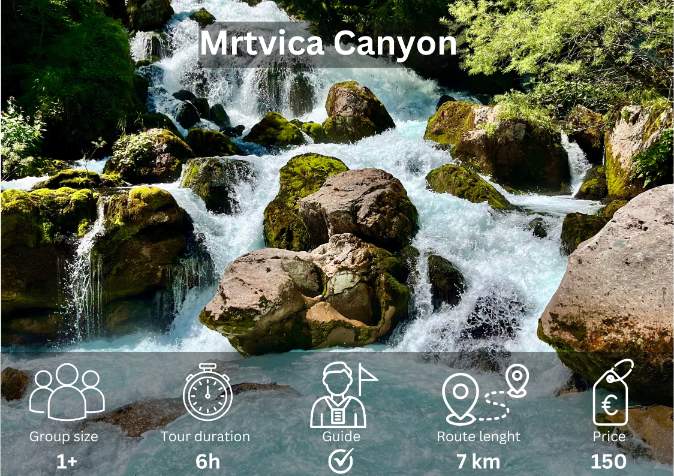 Mrtvica Canyon
Group size Tour duration Guide Route lenght Price
€
1+ 6h 7 km 150